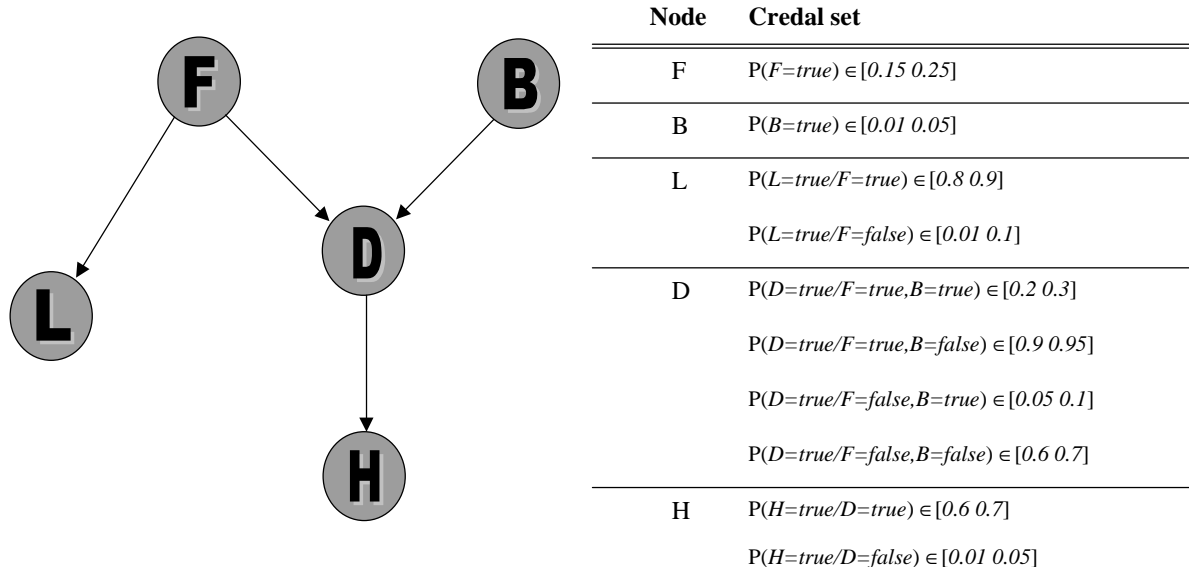 F
B
D
L
H
Node Credal set
F P(F=true) ∈[0.15 0.25]
B P(B=true) ∈[0.01 0.05]
L P(L=true/F=true) ∈[0.8 0.9]
P(L=true/F=false) ∈[0.01 0.1]
D P(D=true/F=true,B=true) ∈[0.2 0.3]
P(D=true/F=true,B=false) ∈[0.9 0.95]
P(D=true/F=false,B=true) ∈[0.05 0.1]
P(D=true/F=false,B=false) ∈[0.6 0.7]
H P(H=true/D=true) ∈[0.6 0.7]
P(H=true/D=false) ∈[0.01 0.05]